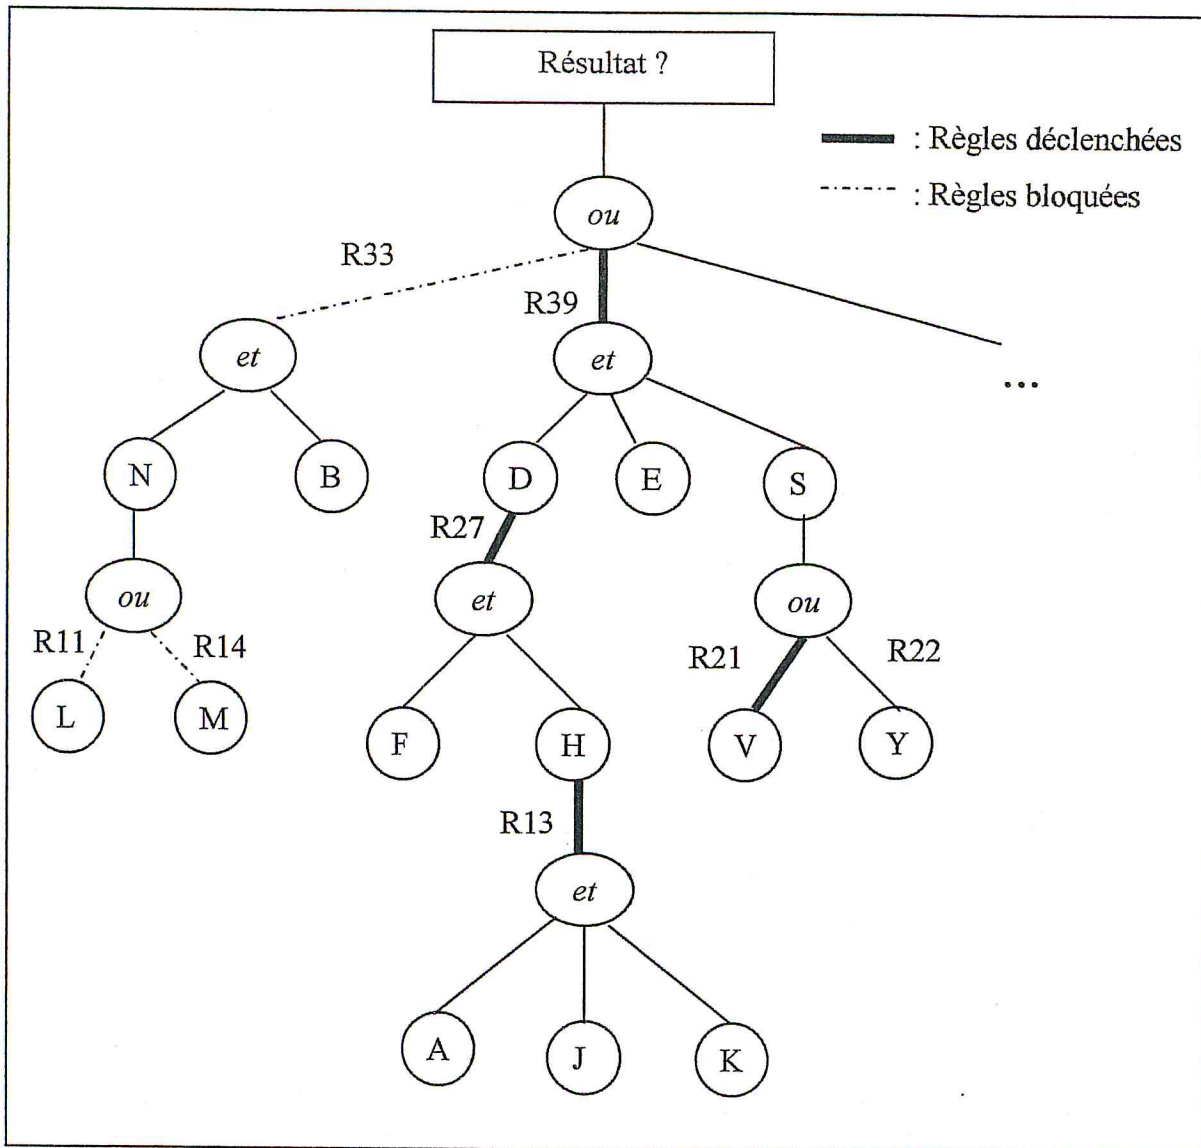 Résultat ?
: Règles déclenchées
: Règles bloquées
ou
R33
R39
et
et
...
N
B
D
E
S
R27
ou
et
ou
R11
R14
R21
R22
L
M
F
H
V
Y
R13
et
A
J
K